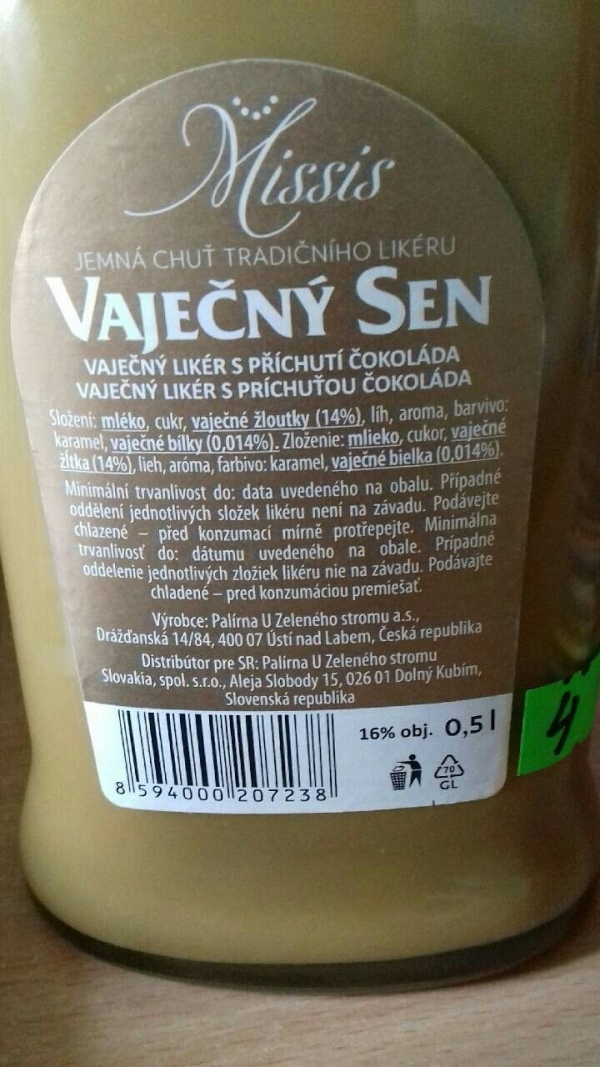 Missis
JEMNÁ CHUŤ TRADIČNÍHO LIKÉRU
VAJEČNÝ SEN
VAJEČNÝ LIKÉR S PŘÍCHUTÍ ČOKOLÁDA
VAJEČNÝ LIKÉR S PRÍCHUŤOU ČOKOLÁDA
Složení: mléko, cukr, vaječné žloutky (14%), líh, aroma, barvivo:
karamel, vaječné bílky (0,014%). Zloženie: mlieko, cukor, vaječné
žĺtka (14%), lieh, aróma, farbivo: karamel, vaječné bielka (0,014%).
Minimální trvanlivost do: data uvedeného na obalu. Případné
oddělení jednotlivých složek likéru není na závadu. Podávejte
chlazené – před konzumací mírně protřepejte. Minimálna
trvanlivosť do: dátumu uvedeného na obale. Prípadné
oddelenie jednotlivých zložiek likéru nie na závadu. Podávajte
chladené – pred konzumáciou premiešať.
Výrobce: Palírna U Zeleného stromu a.s.,
Drážďanská 14/84, 400 07 Ústí nad Labem, Česká republika
Distribútor pre SR: Palírna U Zeleného stromu
Slovakia, spol. s.r.o., Aleja Slobody 15, 026 01 Dolný Kubím,
Slovenská republika
16% obj. 0,5 l
8 594000 207238
70
GL
4